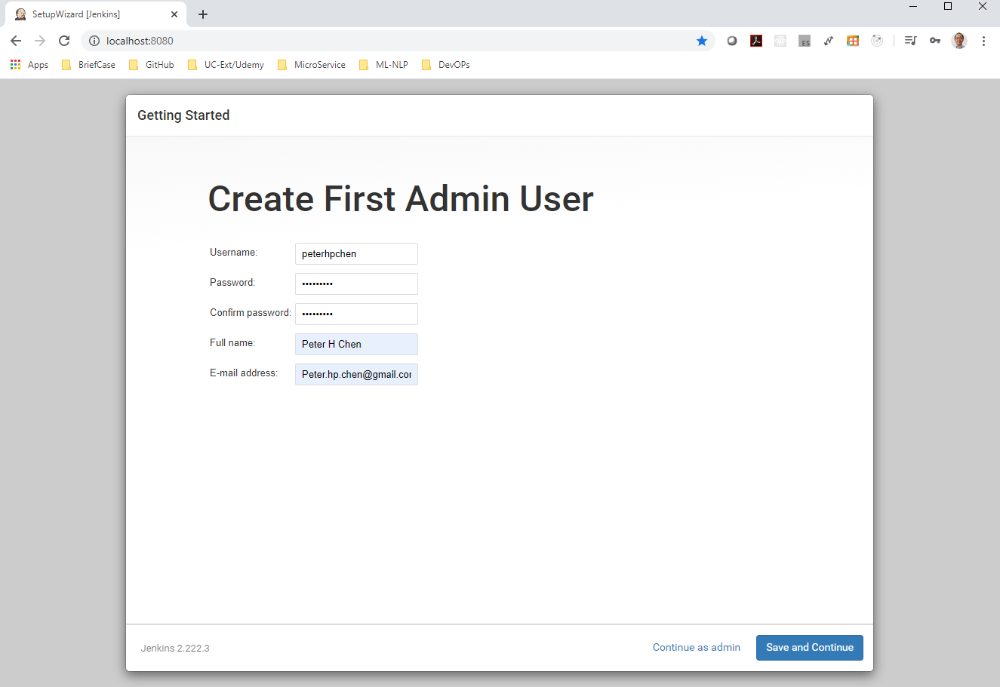 SetupWizard [Jenkins]
localhost:8080
ES
Apps BriefCase GitHub UC-Ext/Udemy MicroService ML-NLP DevOPs
Getting Started
Create First Admin User
Username: peterhpchen
Password: •••••••••
Confirm password: •••••••••
Full name: Peter H Chen
E-mail address: Peter.hp.chen@gmail.cor
Jenkins 2.222.3 Continue as admin Save and Continue